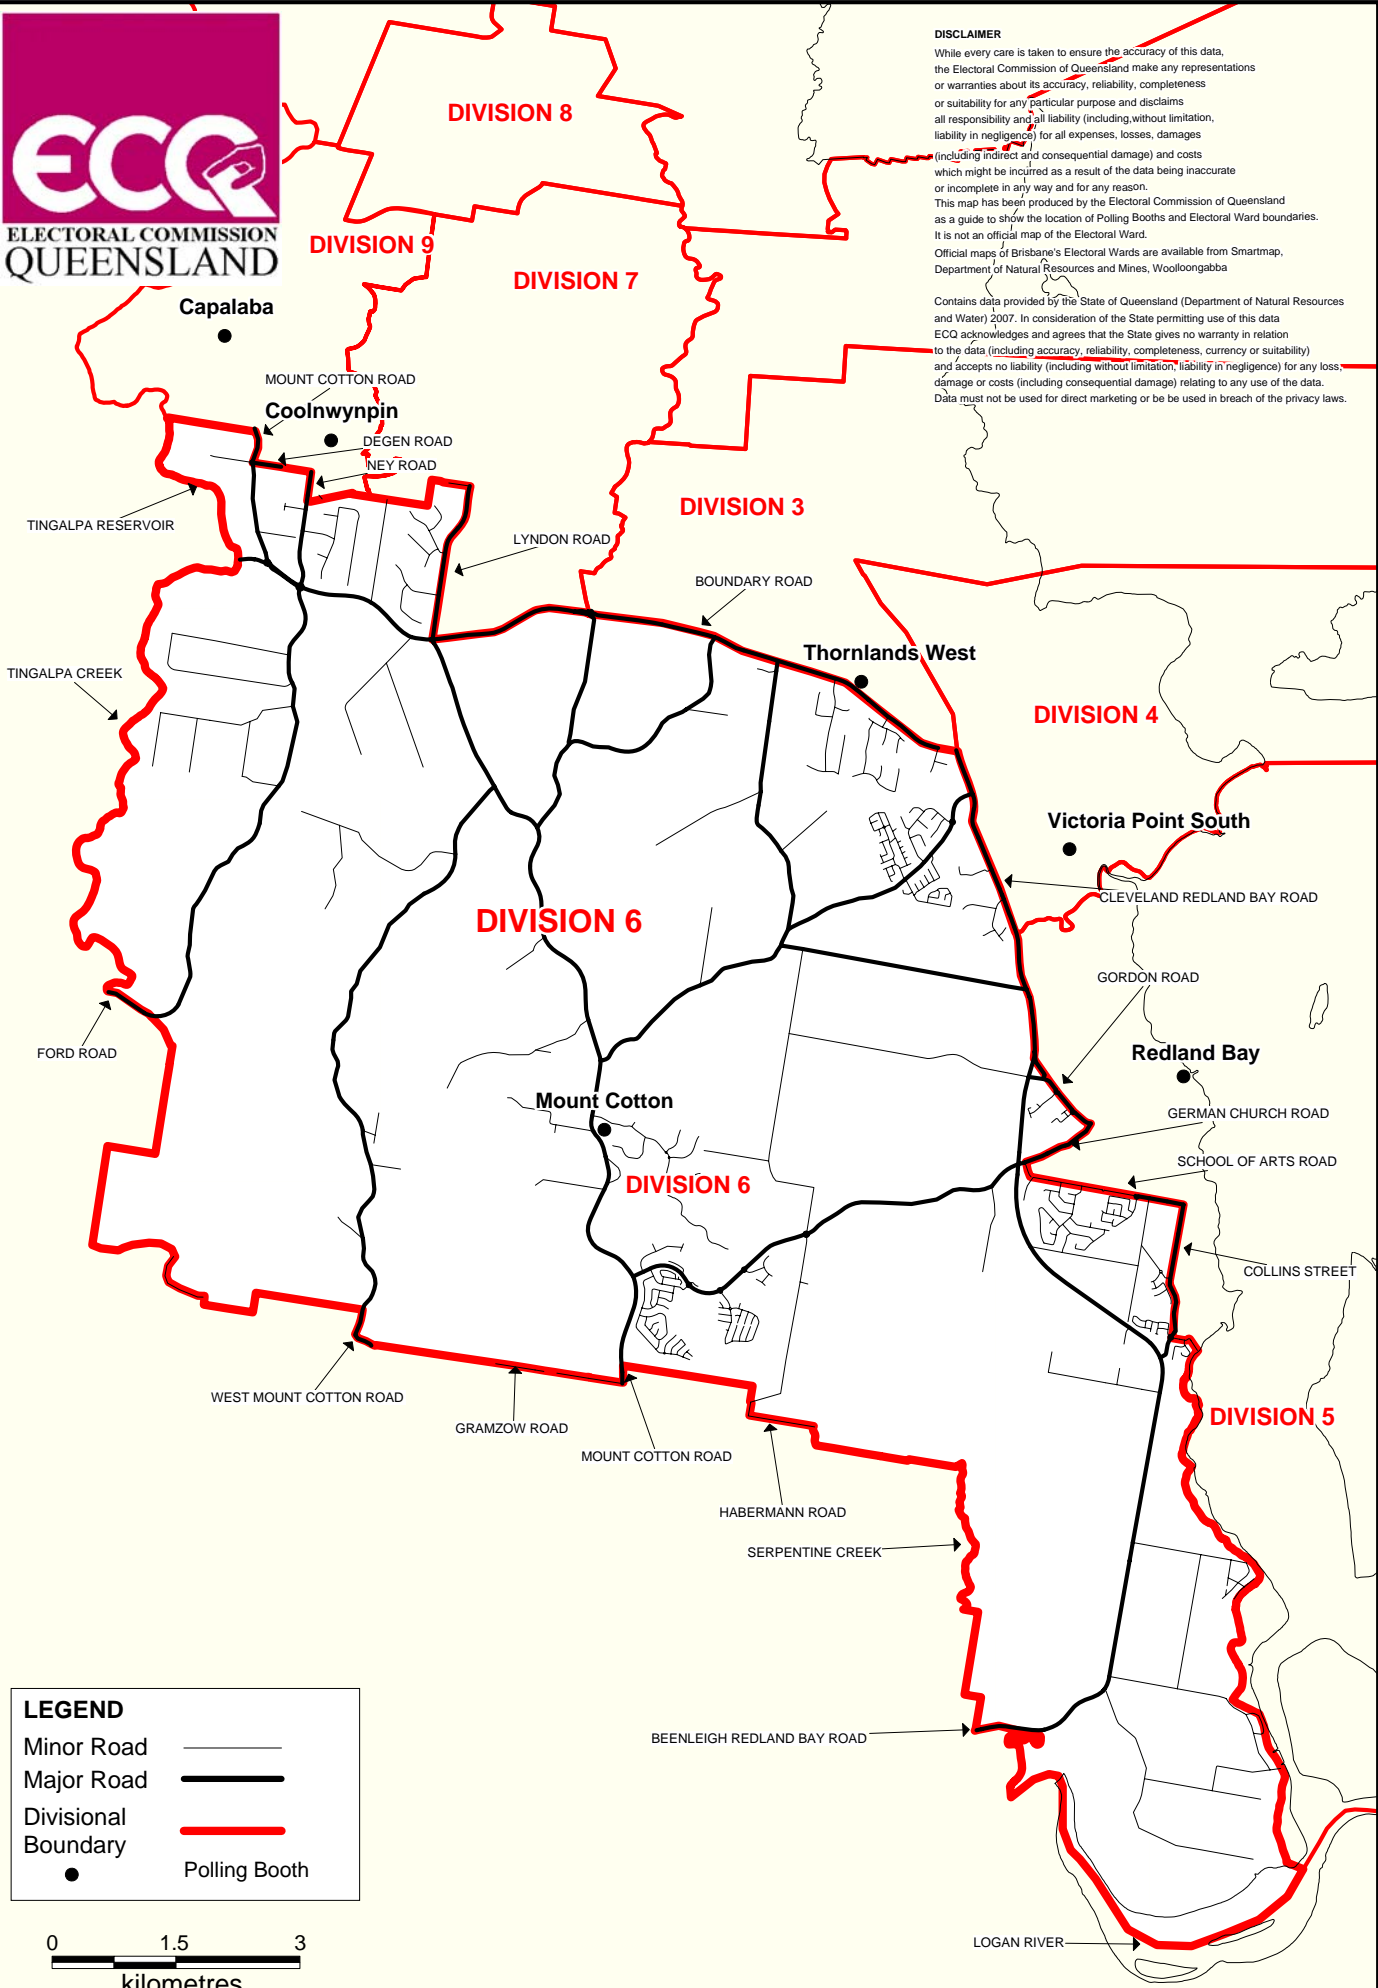 ECQ
ELECTORAL COMMISSION
QUEENSLAND
DISCLAIMER
While every care is taken to ensure the accuracy of this data,
the Electoral Commission of Queensland make any representations
or warranties about its accuracy, reliability, completeness
or suitability for any particular purpose and disclaims
all responsibility and all liability (including,without limitation,
liability in negligence) for all expenses, losses, damages
(including indirect and consequential damage) and costs
which might be incurred as a result of the data being inaccurate
or incomplete in any way and for any reason.
This map has been produced by the Electoral Commission of Queensland
as a guide to show the location of Polling Booths and Electoral Ward boundaries.
It is not an official map of the Electoral Ward.
Official maps of Brisbane's Electoral Wards are available from Smartmap,
Department of Natural Resources and Mines, Woolloongabba
Contains data provided by the State of Queensland (Department of Natural Resources
and Water) 2007. In consideration of the State permitting use of this data
ECQ acknowledges and agrees that the State gives no warranty in relation
to the data (including accuracy, reliability, completeness, currency or suitability)
and accepts no liability (including without limitation, liability in negligence) for any loss,
damage or costs (including consequential damage) relating to any use of the data.
Data must not be used for direct marketing or be be used in breach of the privacy laws.
DIVISION 8
DIVISION 9
DIVISION 7
Capalaba
MOUNT COTTON ROAD
Coolnwynpin
DEGEN ROAD
NEY ROAD
TINGALPA RESERVOIR
DIVISION 3
LYNDON ROAD
BOUNDARY ROAD
Thornlands West
TINGALPA CREEK
DIVISION 4
Victoria Point South
CLEVELAND REDLAND BAY ROAD
DIVISION 6
GORDON ROAD
FORD ROAD
Redland Bay
Mount Cotton
GERMAN CHURCH ROAD
SCHOOL OF ARTS ROAD
DIVISION 6
COLLINS STREET
WEST MOUNT COTTON ROAD
GRAMZOW ROAD
DIVISION 5
MOUNT COTTON ROAD
HABERMANN ROAD
SERPENTINE CREEK
BEENLEIGH REDLAND BAY ROAD
LOGAN RIVER
LEGEND
Minor Road
Major Road
Divisional
Boundary
Polling Booth
0 1.5 3
kilometres